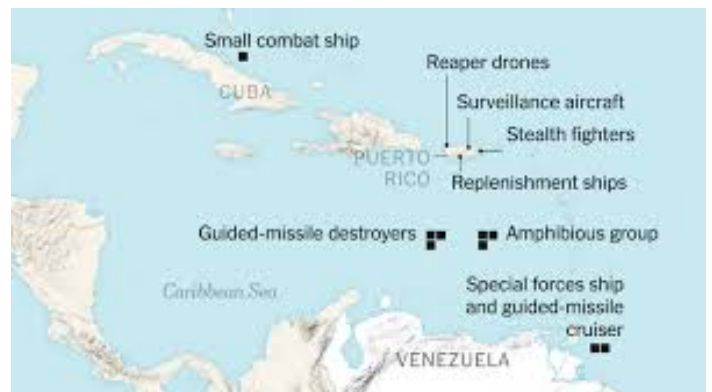 Small combat ship
CUBA
Reaper drones
Surveillance aircraft
Stealth fighters
PUERTO
RICO
Replenishment ships
Guided-missile destroyers
Amphibious group
Caribbean Sea
Special forces ship
and guided-missile
cruiser
VENEZUELA